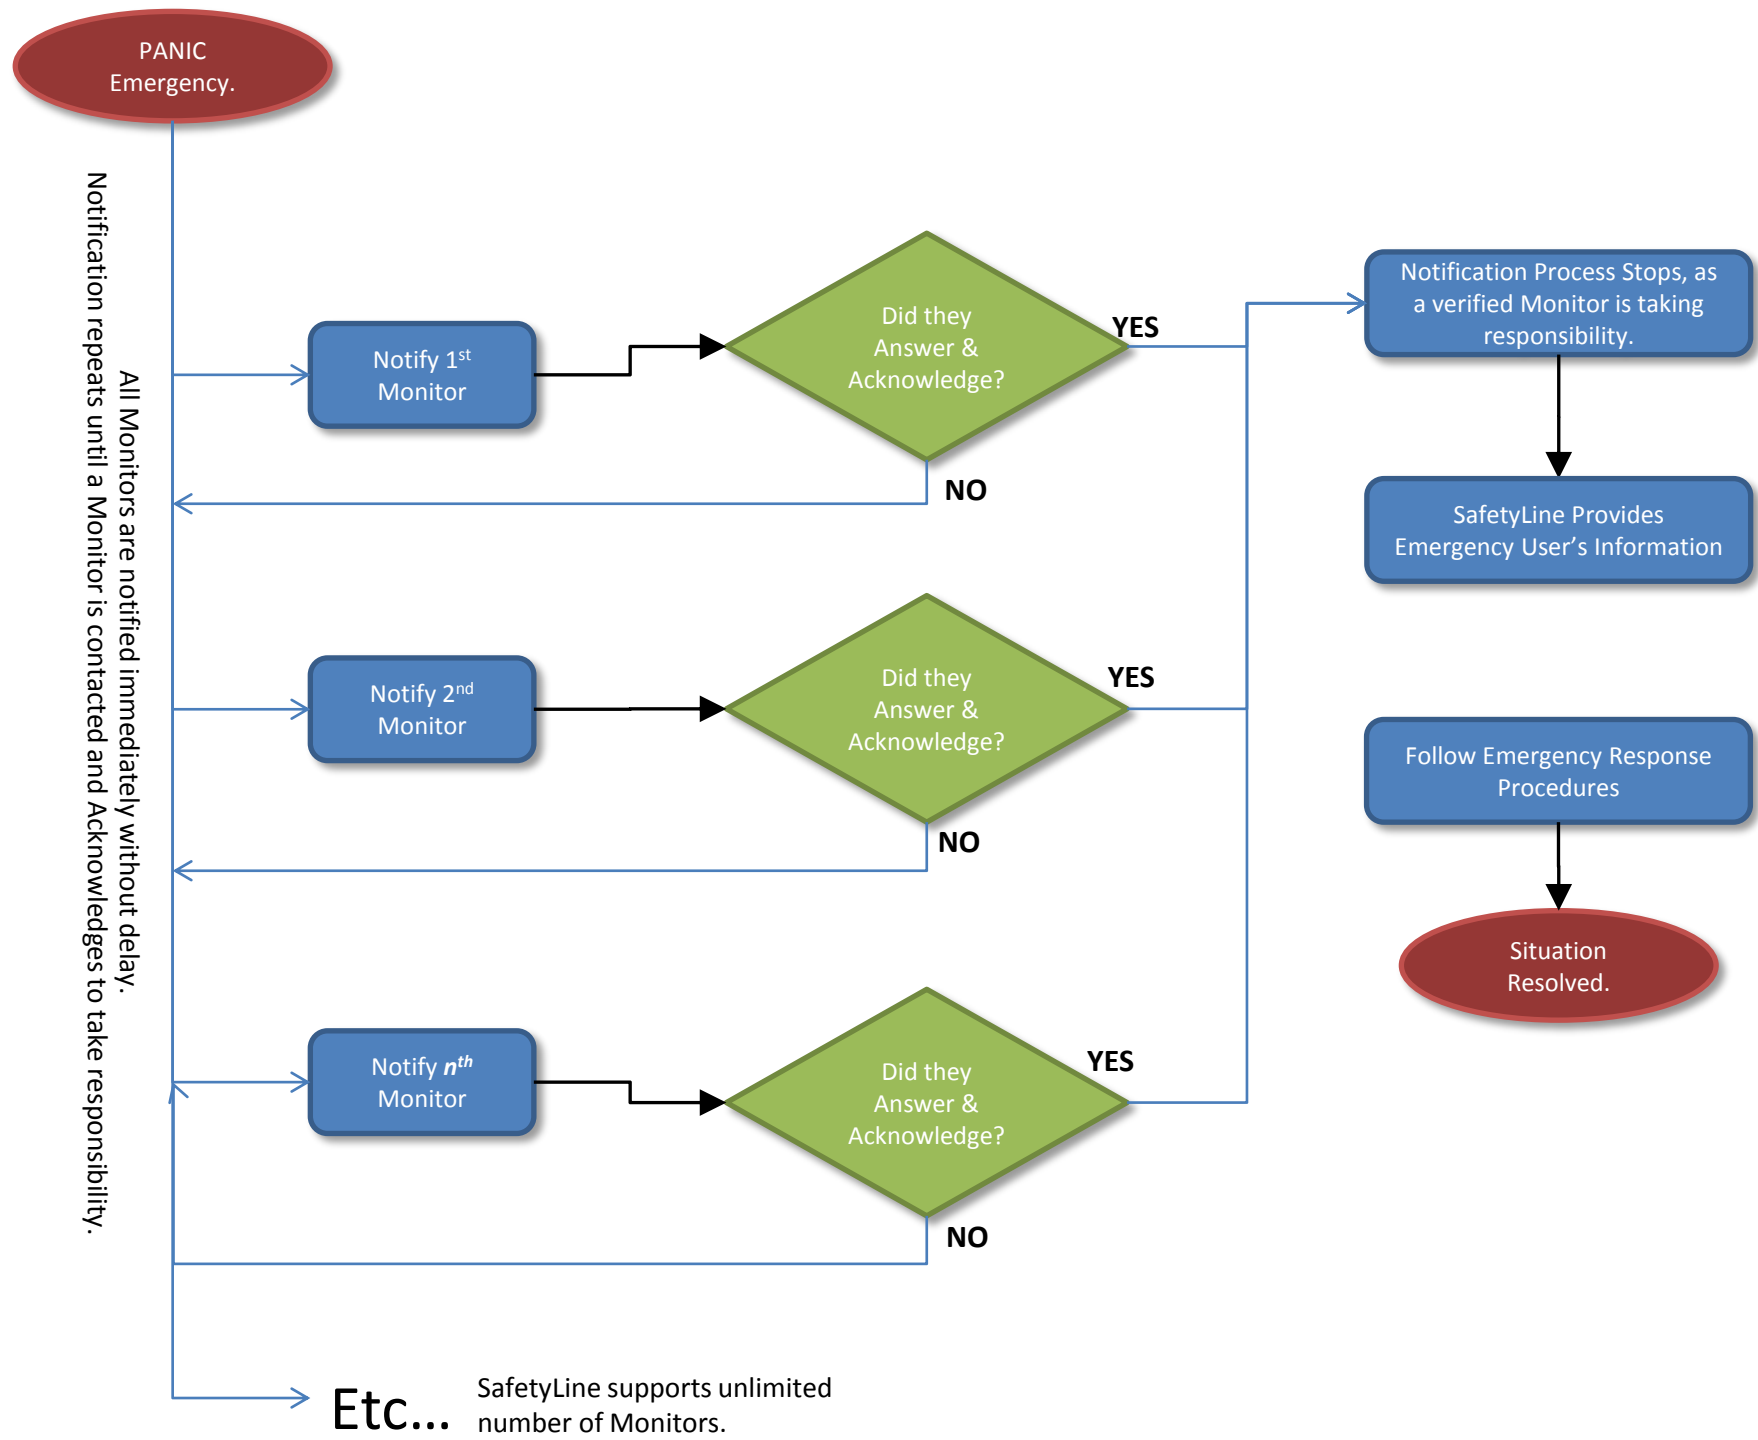 PANIC
Emergency.
All Monitors are notified immediately without delay.
Notification repeats until a Monitor is contacted and Acknowledges to take responsibility.
Notify 1st
Monitor
Did they
Answer &
Acknowledge?
YES
NO
Notify 2nd
Monitor
Did they
Answer &
Acknowledge?
YES
NO
Notify nth
Monitor
Did they
Answer &
Acknowledge?
YES
NO
Etc...
SafetyLine supports unlimited
number of Monitors.
Notification Process Stops, as
a verified Monitor is taking
responsibility.
SafetyLine Provides
Emergency User’s Information
Follow Emergency Response
Procedures
Situation
Resolved.